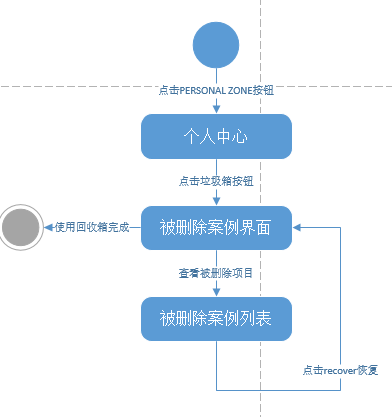 点击PERSONAL ZONE按钮
个人中心
点击垃圾箱按钮
使用回收箱完成
被删除案例界面
查看被删除项目
被删除案例列表
点击recover恢复